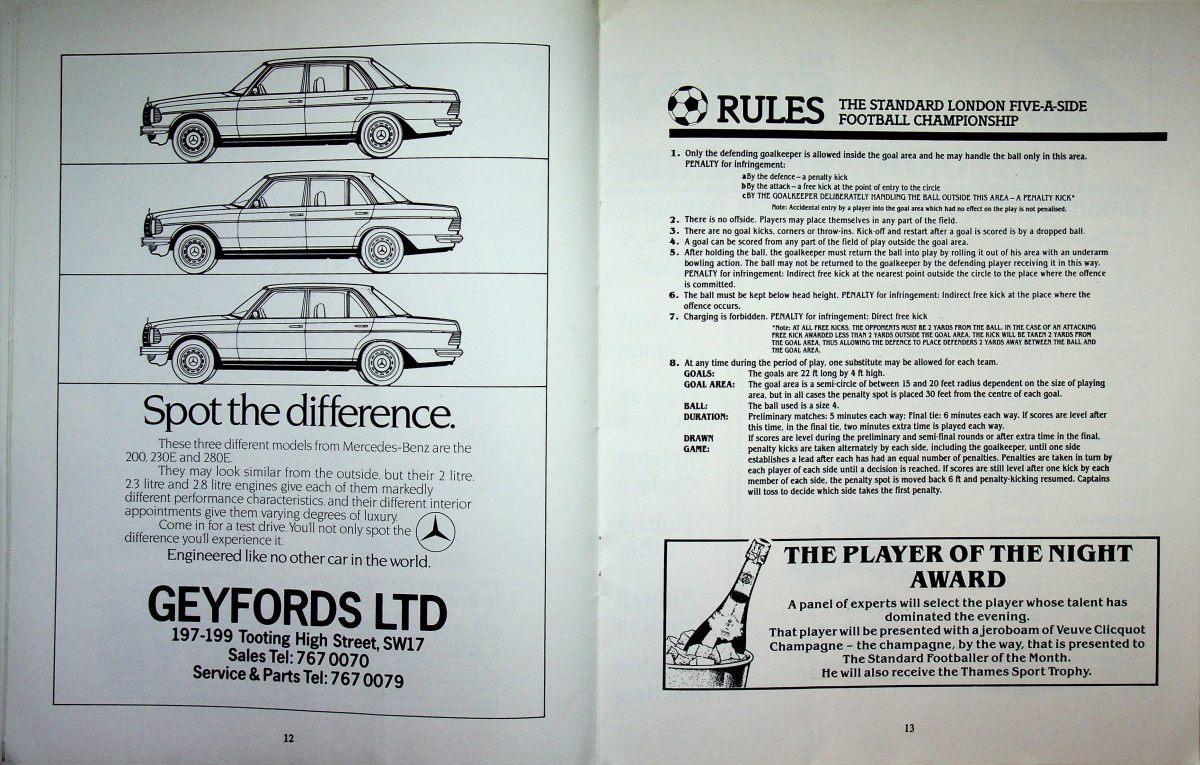 Spot the difference.
These three different models from Mercedes-Benz are the
200, 230E and 280E.
They may look similar from the outside, but their 2 litre,
2.3 litre and 2.8 litre engines give each of them markedly
different performance characteristics, and their different interior
appointments give them varying degrees of luxury.
Come in for a test drive. You'll not only spot the
difference you'll experience it.
Engineered like no other car in the world.
GEYFORDS LTD
197-199 Tooting High Street, SW17
Sales Tel: 767 0070
Service & Parts Tel: 767 0079
12
RULES THE STANDARD LONDON FIVE-A-SIDE
FOOTBALL CHAMPIONSHIP
1. Only the defending goalkeeper is allowed inside the goal area and he may handle the ball only in this area.
PENALTY for infringement:
a By the defence – a penalty kick
b By the attack – a free kick at the point of entry to the circle
c BY THE GOALKEEPER DELIBERATELY HANDLING THE BALL OUTSIDE THIS AREA – A PENALTY KICK*
Note: Accidental entry by a player into the goal area which had no effect on the play is not penalised.
2. There is no offside. Players may place themselves in any part of the field.
3. There are no goal kicks, corners or throw-ins. Kick-off and restart after a goal is scored is by a dropped ball.
4. A goal can be scored from any part of the field of play outside the goal area.
5. After holding the ball, the goalkeeper must return the ball into play by rolling it out of his area with an underarm
bowling action. The ball may not be returned to the goalkeeper by the defending player receiving it in this way.
PENALTY for infringement: Indirect free kick at the nearest point outside the circle to the place where the offence
is committed.
6. The ball must be kept below head height. PENALTY for infringement: Indirect free kick at the place where the
offence occurs.
7. Charging is forbidden. PENALTY for infringement: Direct free kick
*Note: AT ALL FREE KICKS, THE OPPONENTS MUST BE 2 YARDS FROM THE BALL. IN THE CASE OF AN ATTACKING
FREE KICK AWARDED LESS THAN 2 YARDS OUTSIDE THE GOAL AREA, THE KICK WILL BE TAKEN 2 YARDS FROM
THE GOAL AREA, THUS ALLOWING THE DEFENCE TO PLACE DEFENDERS 2 YARDS AWAY BETWEEN THE BALL AND
THE GOAL AREA.
8. At any time during the period of play, one substitute may be allowed for each team.
GOALS: The goals are 22 ft long by 4 ft high.
GOAL AREA: The goal area is a semi-circle of between 15 and 20 feet radius dependent on the size of playing
area, but in all cases the penalty spot is placed 30 feet from the centre of each goal.
BALL: The ball used is a size 4.
DURATION: Preliminary matches: 5 minutes each way; Final tie: 6 minutes each way. If scores are level after
this time, in the final tie, two minutes extra time is played each way.
DRAWN If scores are level during the preliminary and semi-final rounds or after extra time in the final,
GAME: penalty kicks are taken alternately by each side, including the goalkeeper, until one side
establishes a lead after each has had an equal number of penalties. Penalties are taken in turn by
each player of each side until a decision is reached. If scores are still level after one kick by each
member of each side, the penalty spot is moved back 6 ft and penalty-kicking resumed. Captains
will toss to decide which side takes the first penalty.
THE PLAYER OF THE NIGHT
AWARD
A panel of experts will select the player whose talent has
dominated the evening.
That player will be presented with a jeroboam of Veuve Clicquot
Champagne – the champagne, by the way, that is presented to
The Standard Footballer of the Month.
He will also receive the Thames Sport Trophy.
13